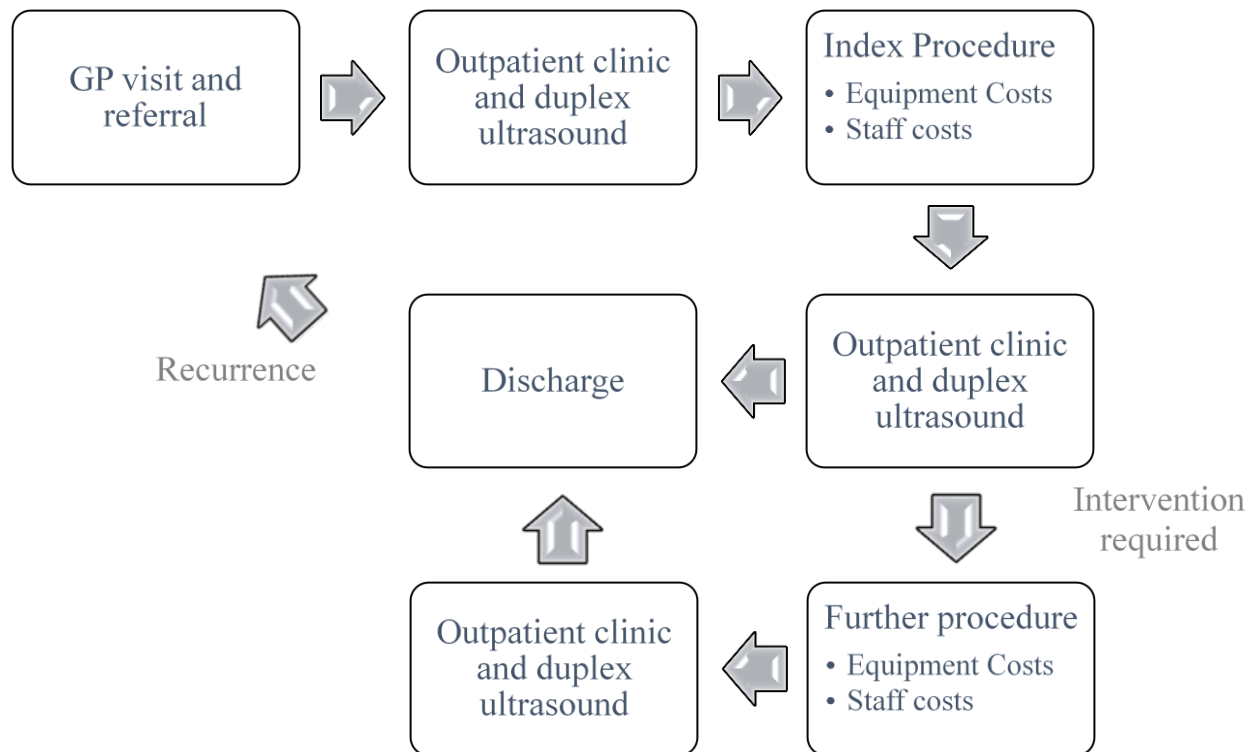 GP visit and
referral
Outpatient clinic
and duplex
ultrasound
Index Procedure
• Equipment Costs
• Staff costs
Recurrence
Discharge
Outpatient clinic
and duplex
ultrasound
Intervention
required
Outpatient clinic
and duplex
ultrasound
Further procedure
• Equipment Costs
• Staff costs